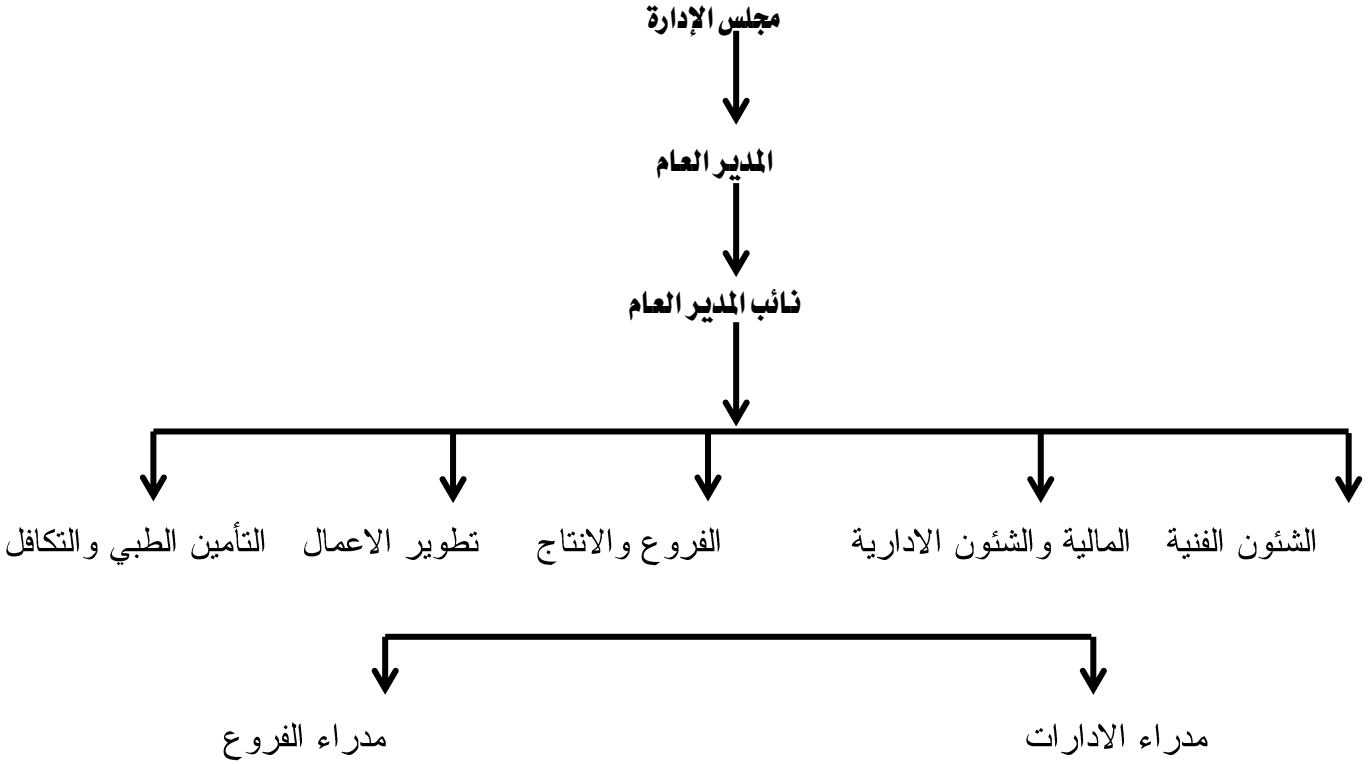 مجلس الإدارة
المدير العام
نائب المدير العام
الشئون الفنية
المالية والشئون الادارية
الفروع والانتاج
تطوير الاعمال
التأمين الطبي والتكافل
مدراء الادارات
مدراء الفروع